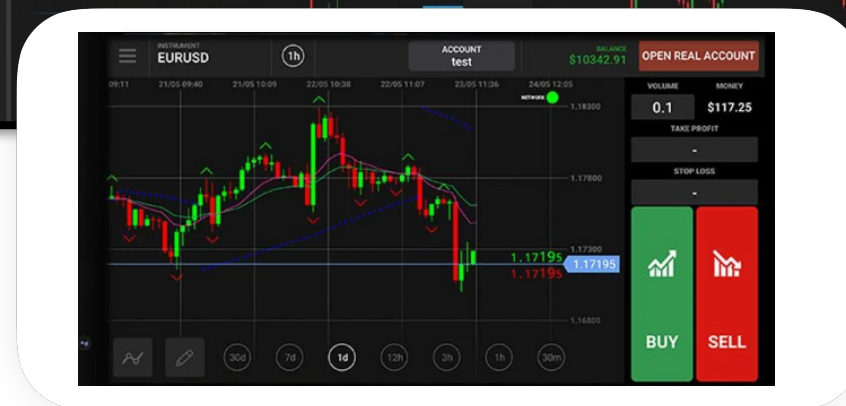 INSTRUMENT
EURUSD
1h
ACCOUNT
test
BALANCE
$10342.91
OPEN REAL ACCOUNT
09:11 21/05 09:40 21/05 10:09 22/05 10:38 22/05 11:07 23/05 11:36 24/05 12:05
NETWORK
1,18300
1,17800
1,17300
1,16800
1.17195
1.17195
1.17195
VOLUME MONEY
0.1 $117.25
TAKE PROFIT
-
STOP LOSS
-
BUY SELL
30d 7d 1d 12h 3h 1h 30m